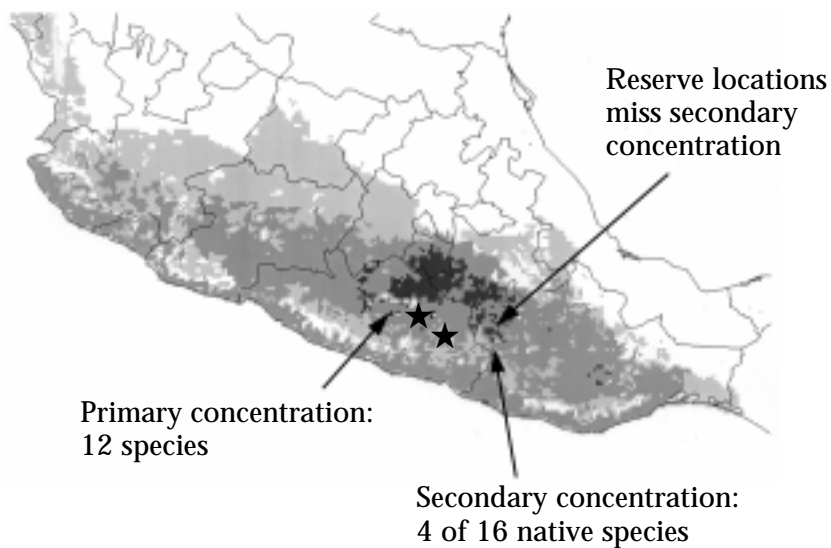 Reserve locations
miss secondary
concentration
Primary concentration:
12 species
Secondary concentration:
4 of 16 native species